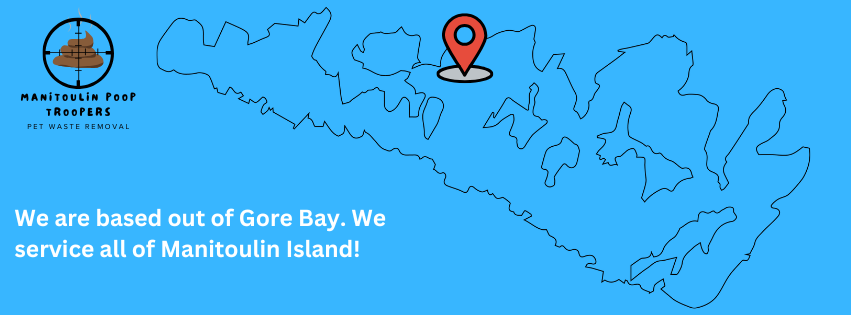 MANITOULIN POOP
TROOPERS
PET WASTE REMOVAL
We are based out of Gore Bay. We
service all of Manitoulin Island!